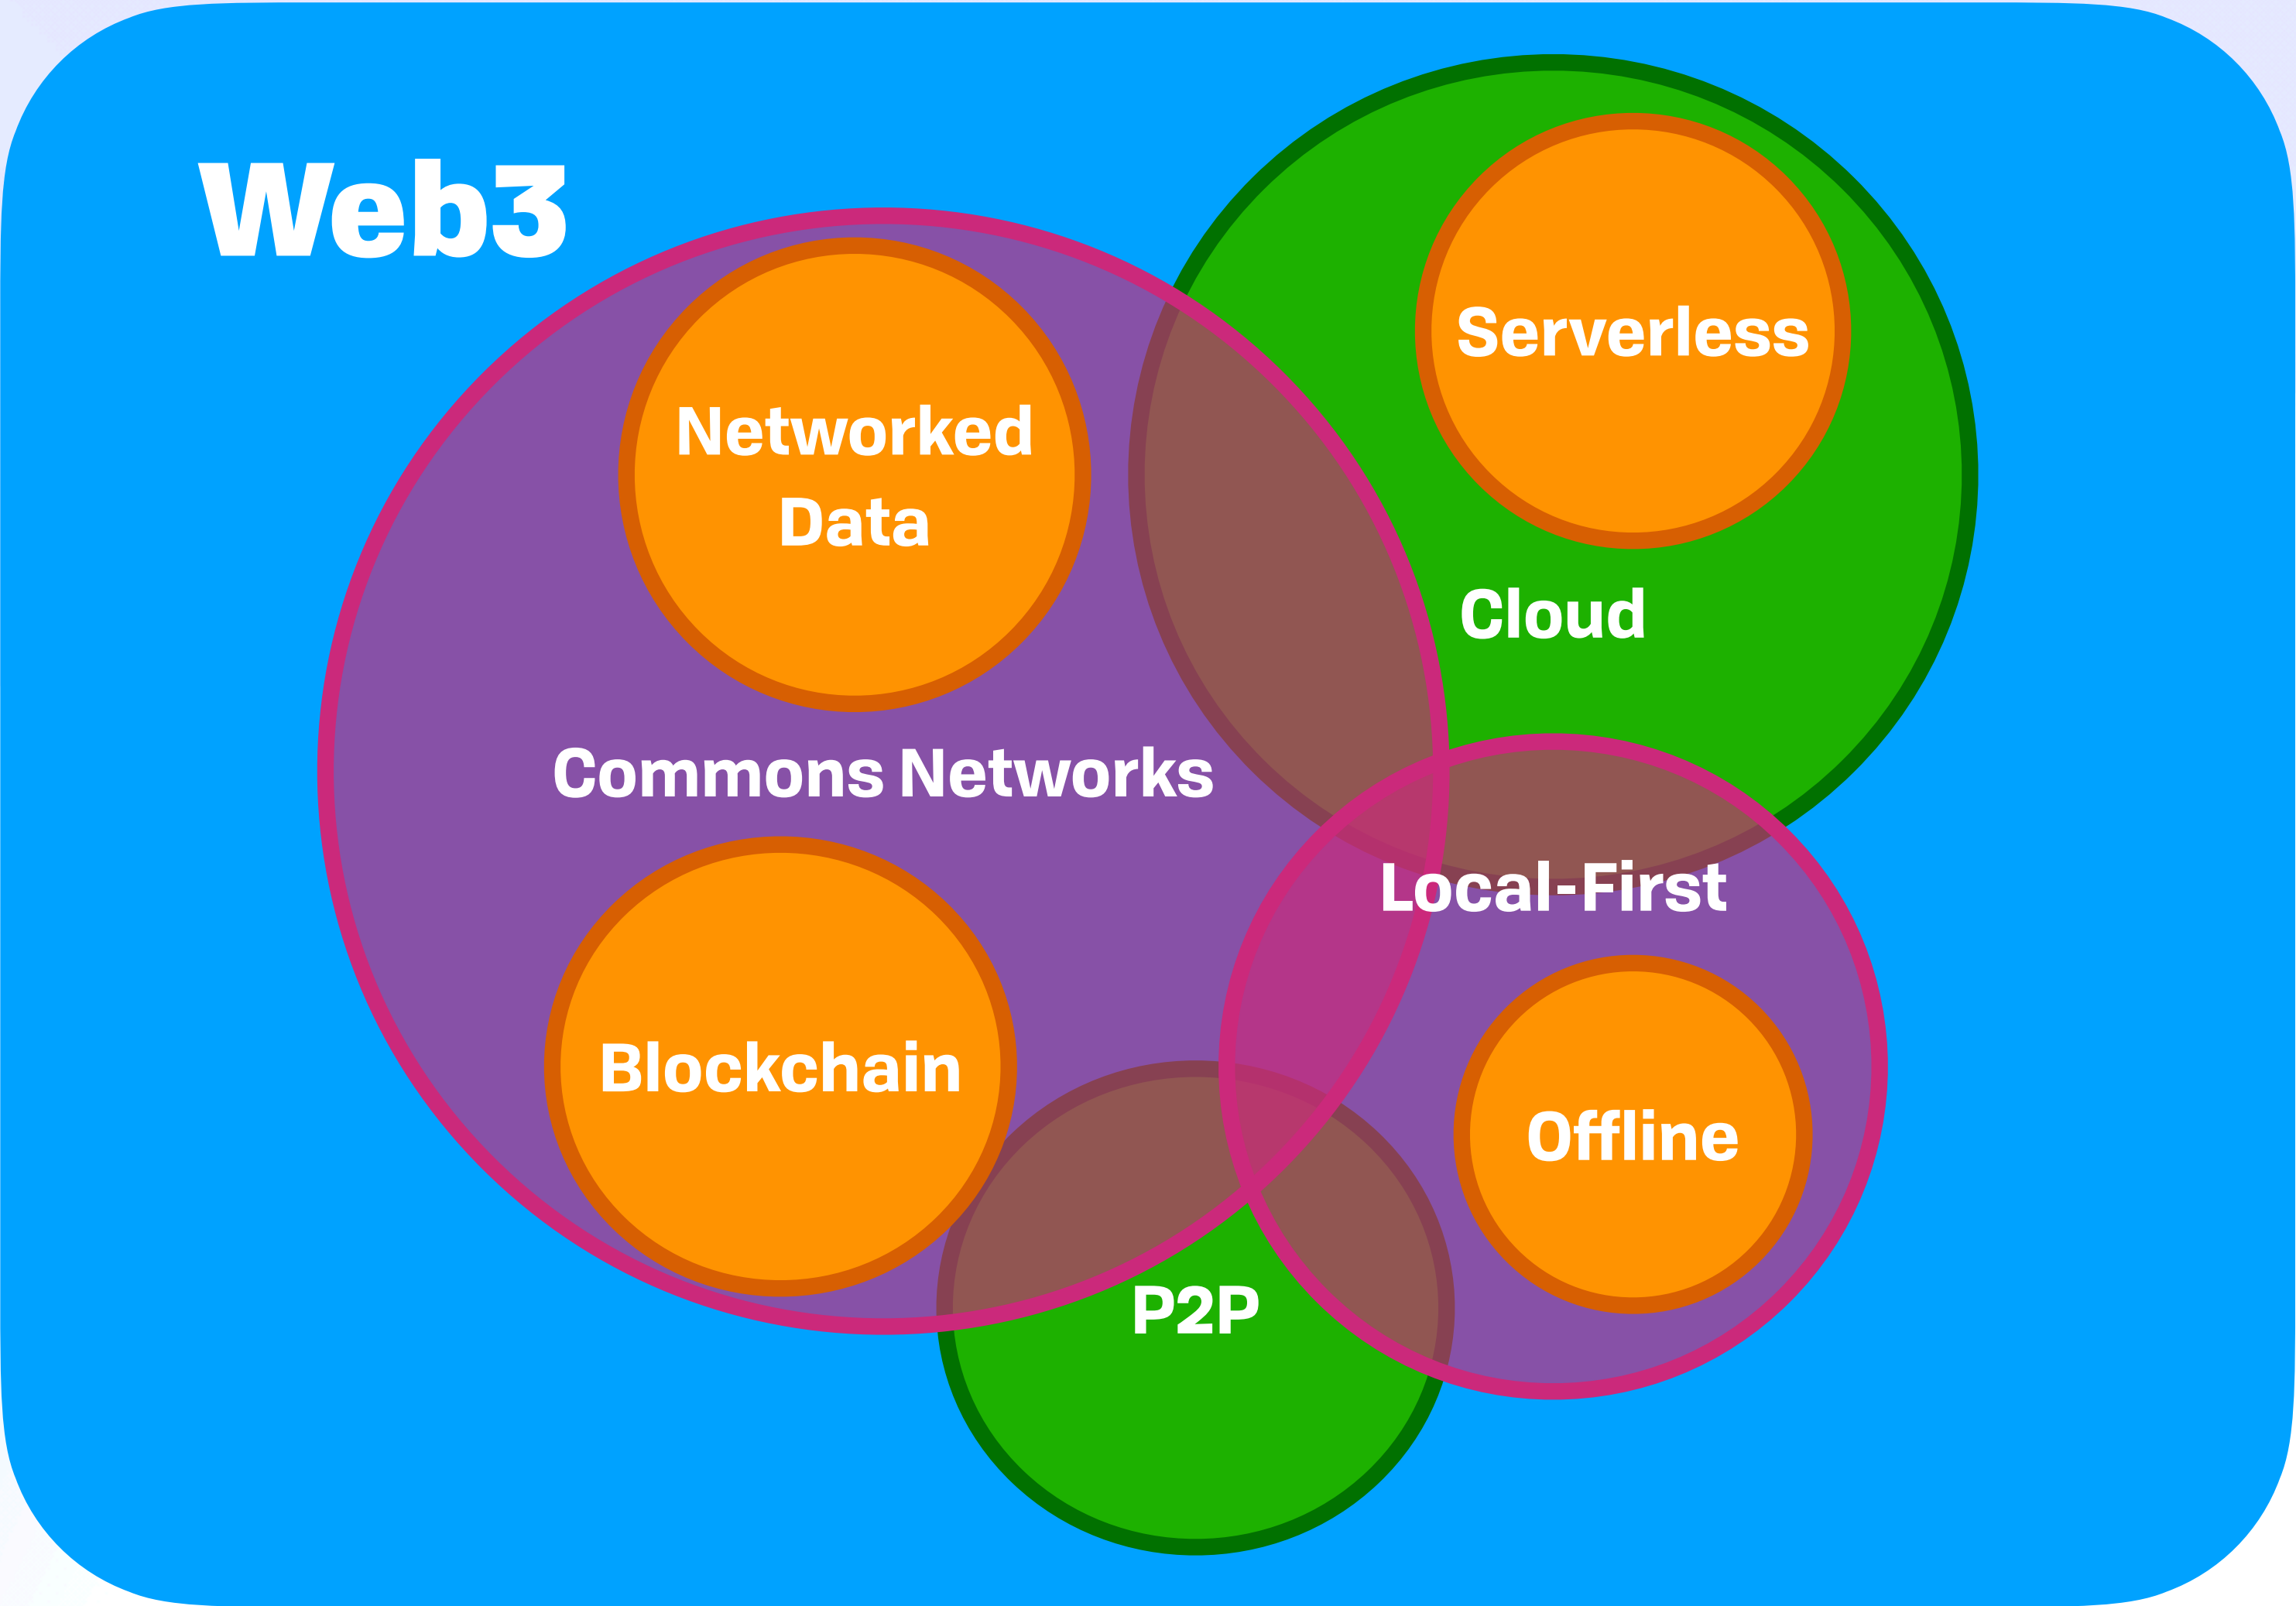 Web3
Serverless
Networked
Data
Cloud
Commons Networks
Local-First
Blockchain
Offline
P2P